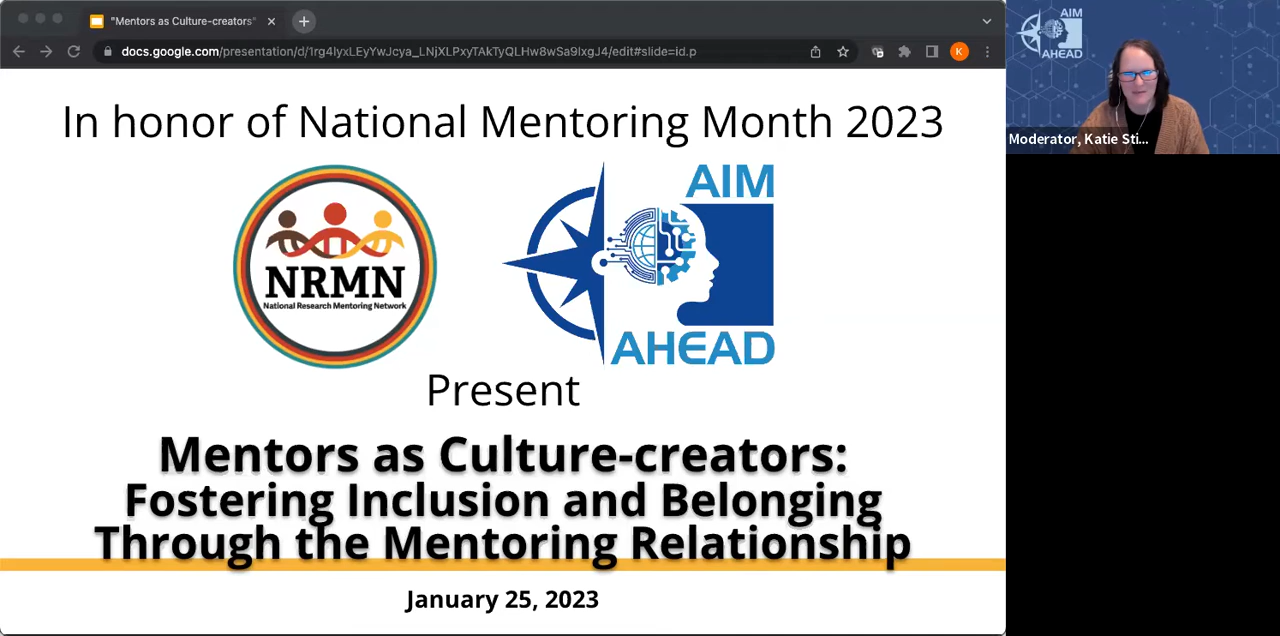 "Mentors as Culture-creators"
docs.google.com/presentation/d/1rg4IyxLEyYwJcya_LNjXLPxyTAkTyQLHw8wSa9IxgJ4/edit#slide=id.p
K
In honor of National Mentoring Month 2023
NRMN
National Research Mentoring Network
AIM
AHEAD
Present
Mentors as Culture-creators:
Fostering Inclusion and Belonging
Through the Mentoring Relationship
January 25, 2023
AIM
AHEAD
Moderator, Katie Sti...